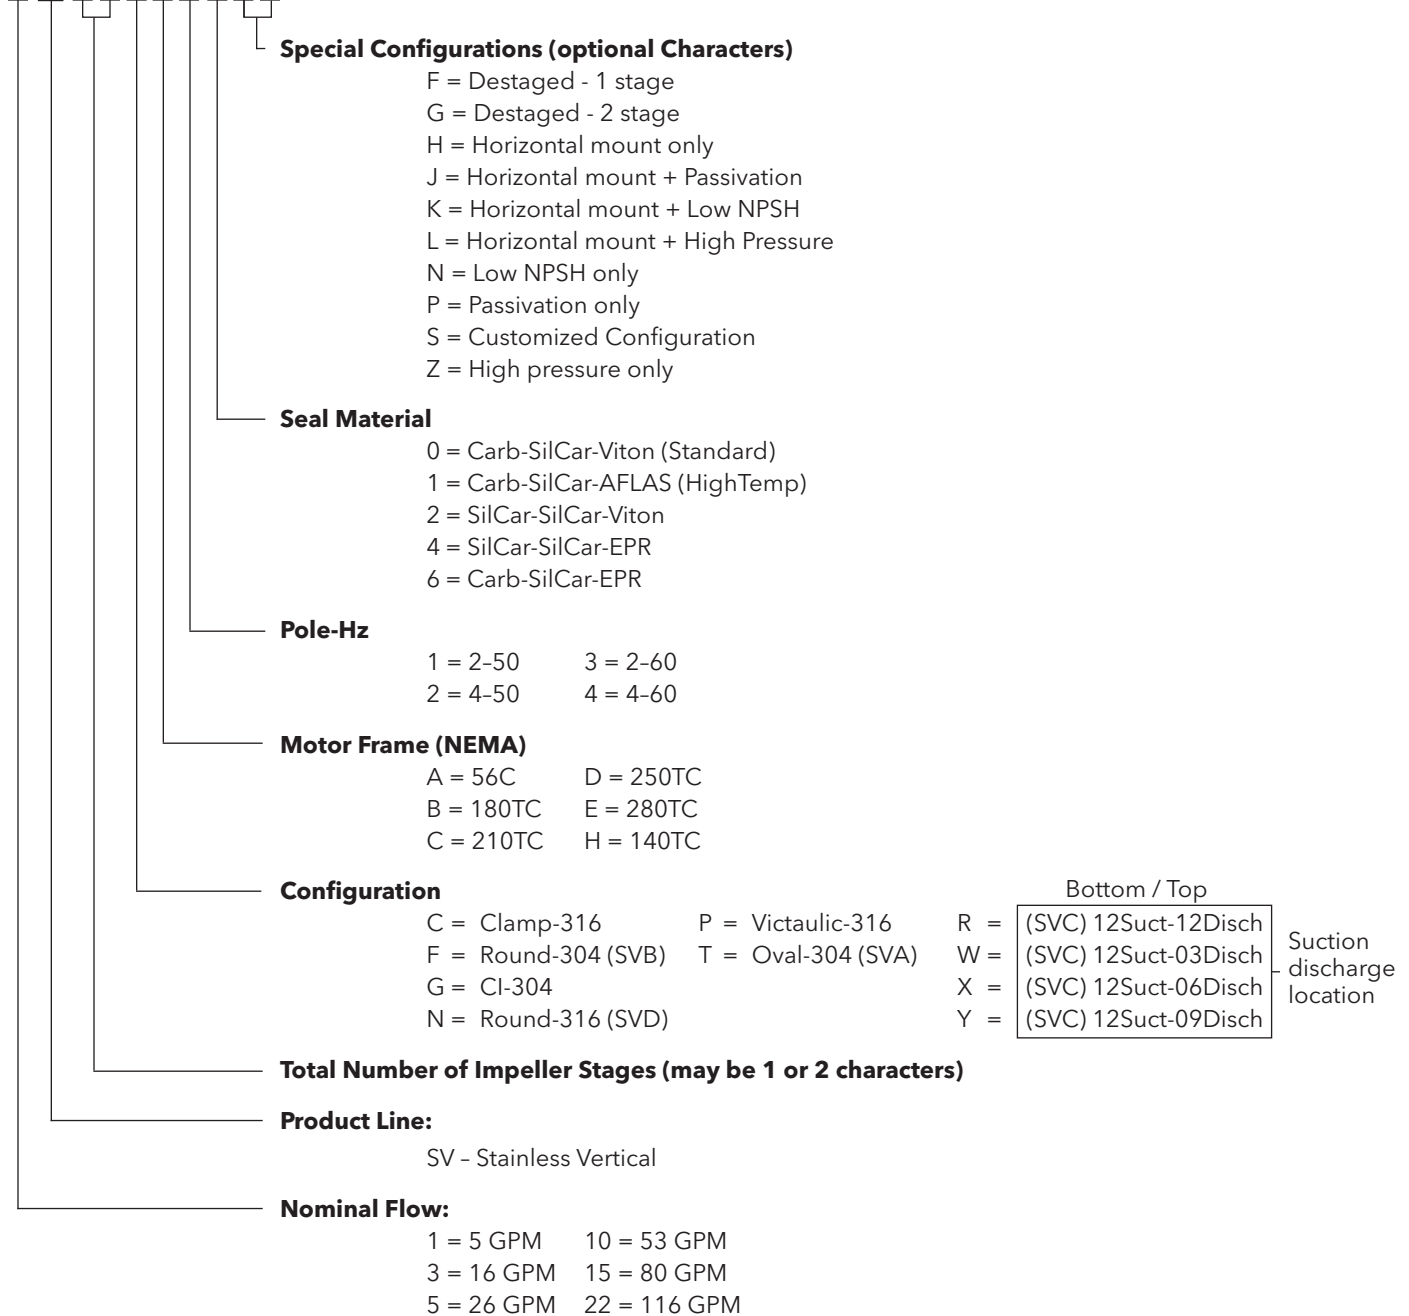 Special Configurations (optional Characters)
F = Destaged - 1 stage
G = Destaged - 2 stage
H = Horizontal mount only
J = Horizontal mount + Passivation
K = Horizontal mount + Low NPSH
L = Horizontal mount + High Pressure
N = Low NPSH only
P = Passivation only
S = Customized Configuration
Z = High pressure only
Seal Material
0 = Carb-SilCar-Viton (Standard)
1 = Carb-SilCar-AFLAS (HighTemp)
2 = SilCar-SilCar-Viton
4 = SilCar-SilCar-EPR
6 = Carb-SilCar-EPR
Pole-Hz
1 = 2–50 3 = 2–60
2 = 4–50 4 = 4–60
Motor Frame (NEMA)
A = 56C D = 250TC
B = 180TC E = 280TC
C = 210TC H = 140TC
Configuration
Bottom / Top
C = Clamp-316 P = Victaulic-316 R = (SVC) 12Suct-12Disch
F = Round-304 (SVB) T = Oval-304 (SVA) W = (SVC) 12Suct-03Disch
G = CI-304 X = (SVC) 12Suct-06Disch
N = Round-316 (SVD) Y = (SVC) 12Suct-09Disch
Suction
discharge
location
Total Number of Impeller Stages (may be 1 or 2 characters)
Product Line:
SV – Stainless Vertical
Nominal Flow:
1 = 5 GPM 10 = 53 GPM
3 = 16 GPM 15 = 80 GPM
5 = 26 GPM 22 = 116 GPM